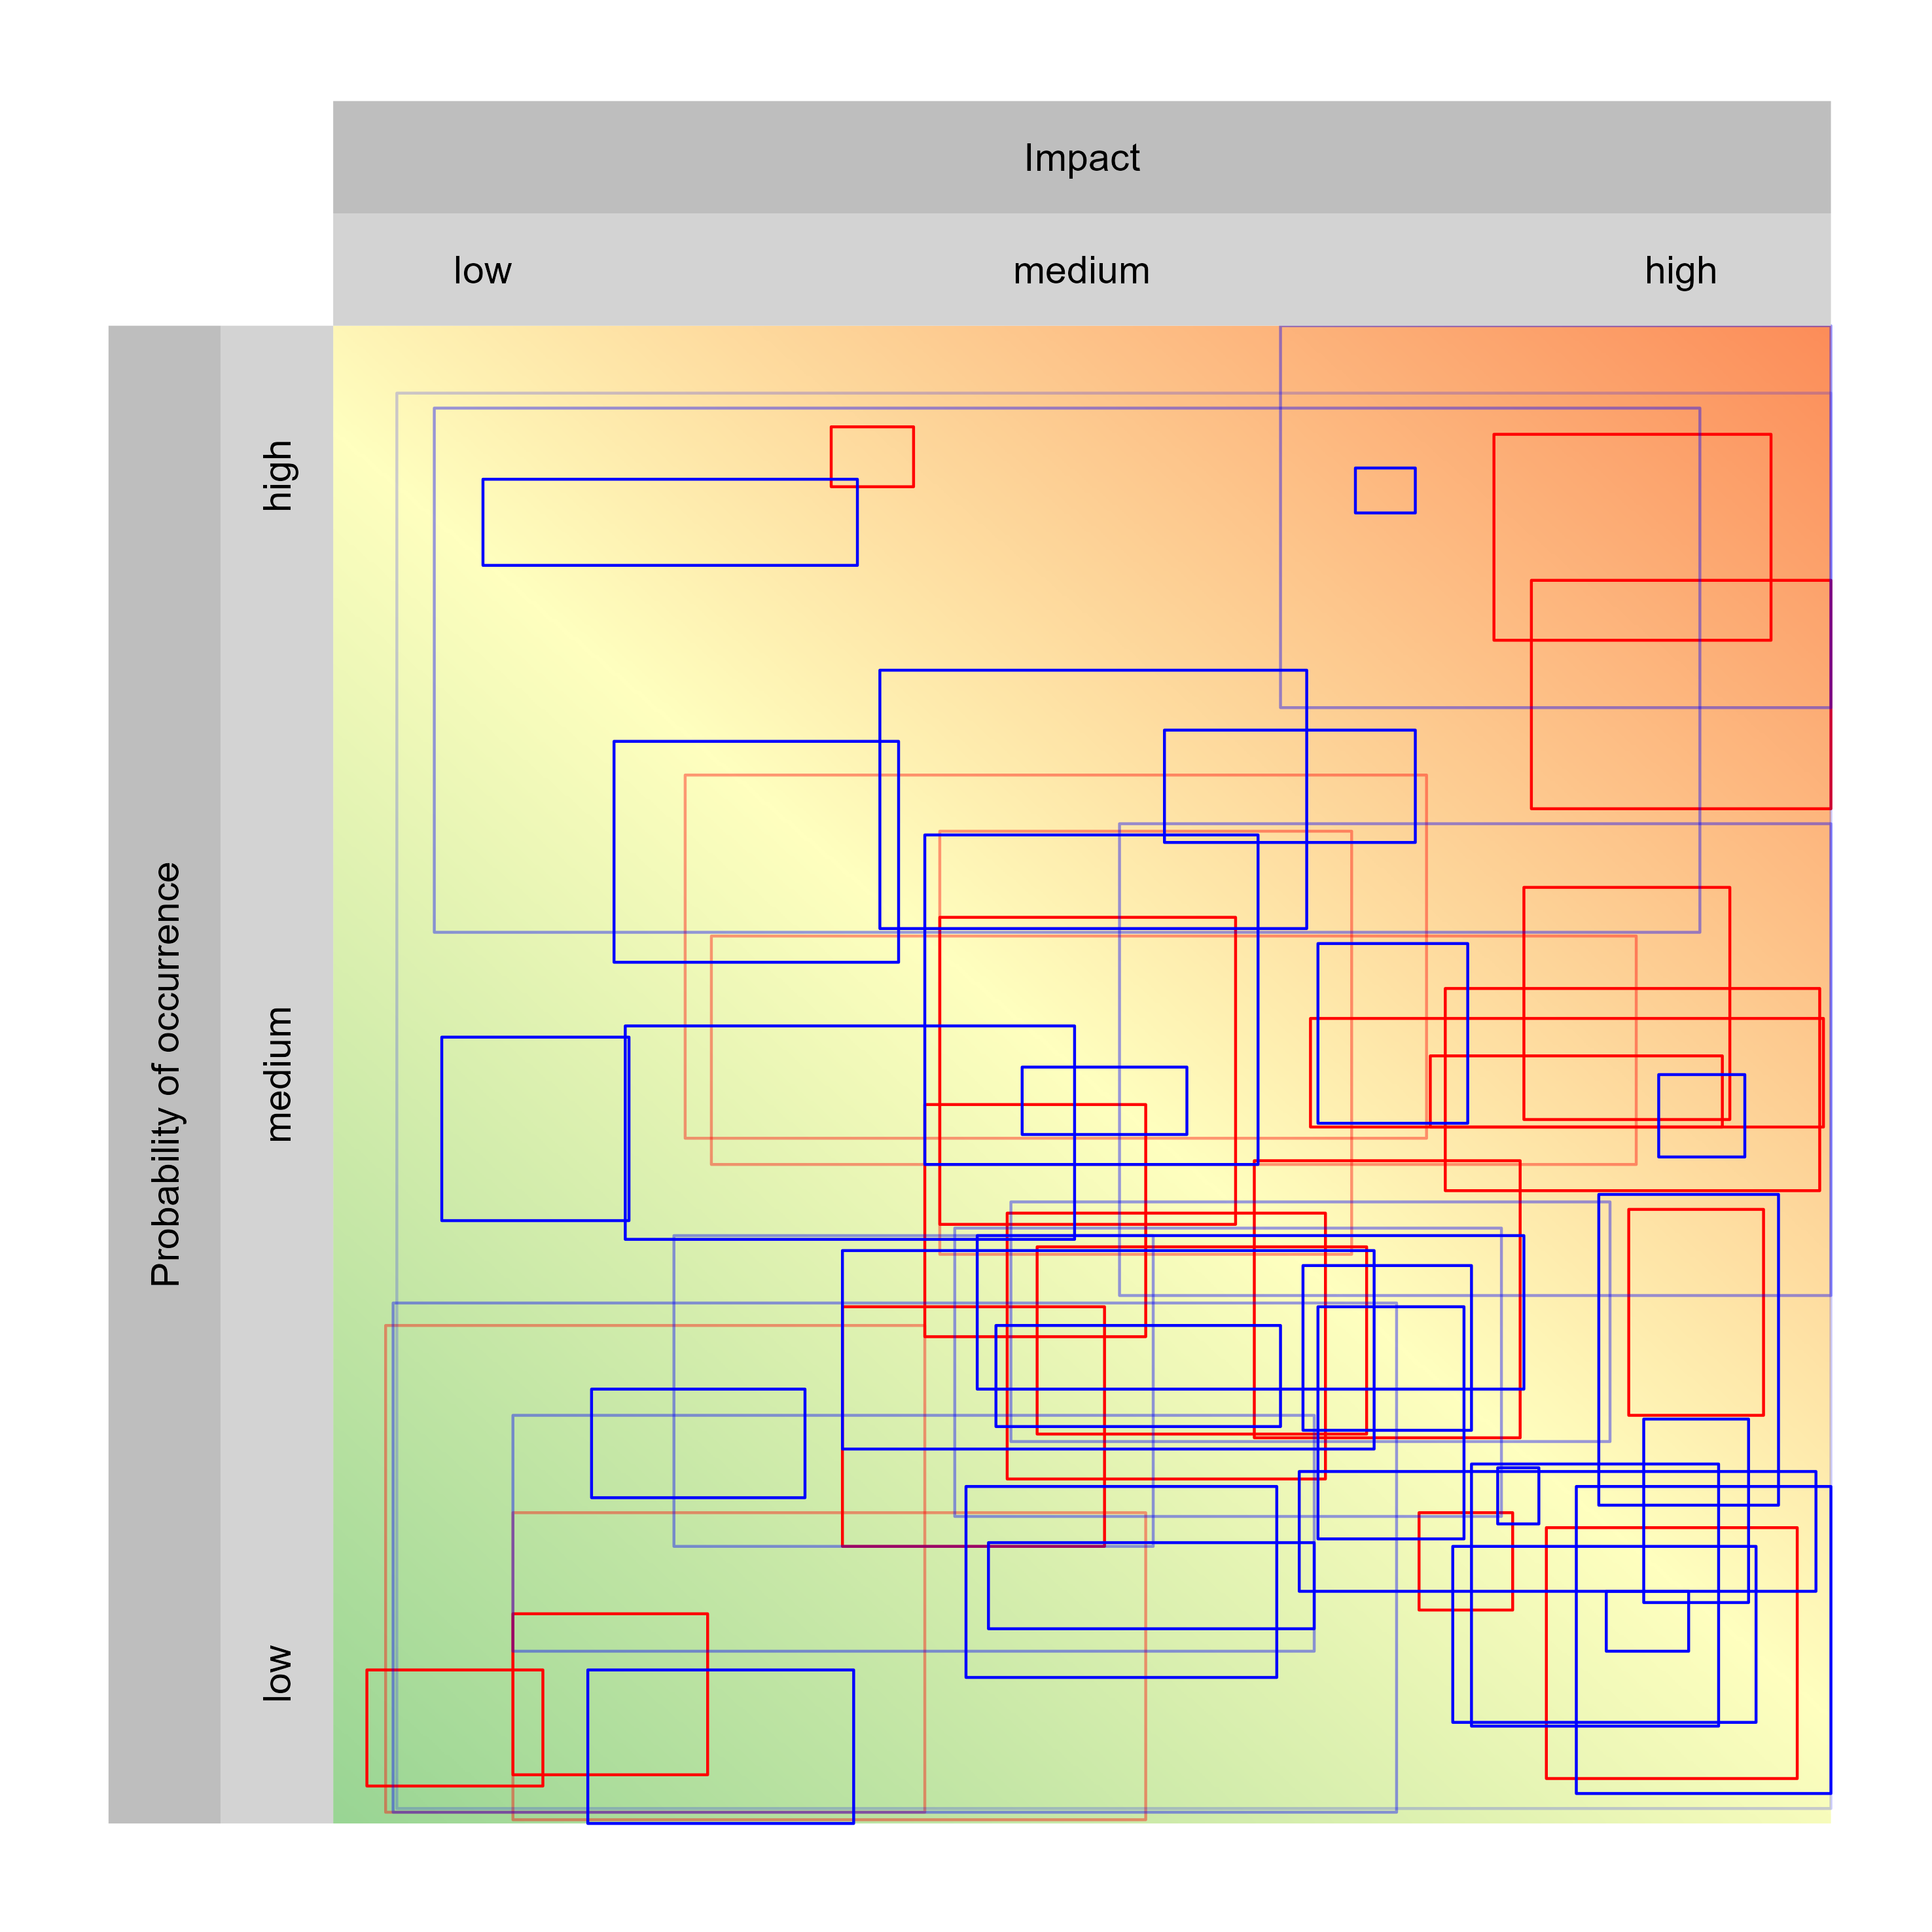 Impact
low
medium
high
Probability of occurrence
high
medium
low